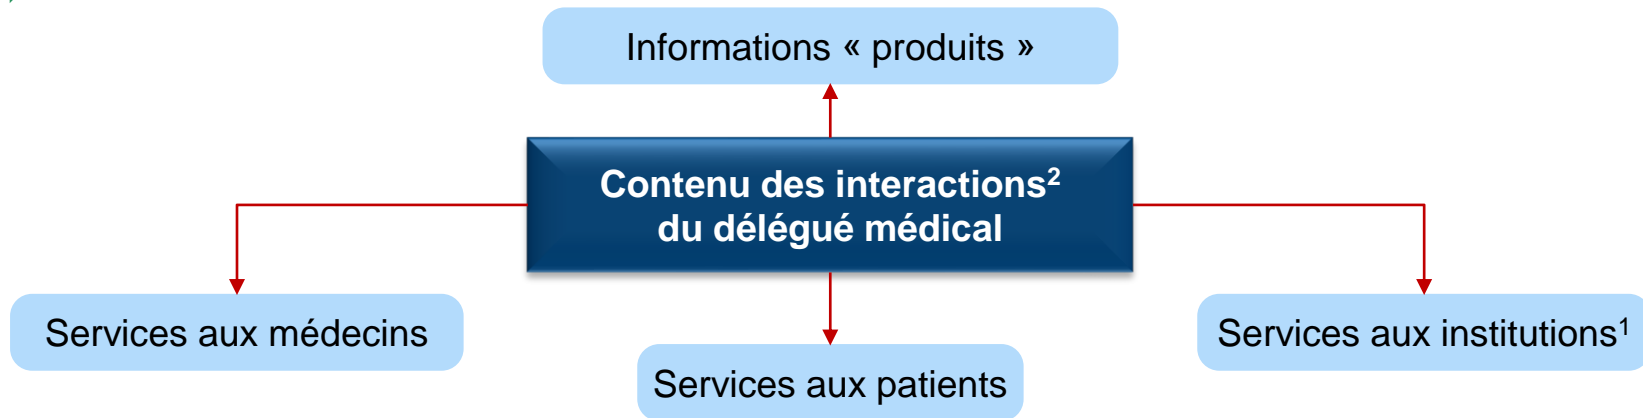 Informations « produits »
Contenu des interactions²
du délégué médical
Services aux médecins
Services aux patients
Services aux institutions¹